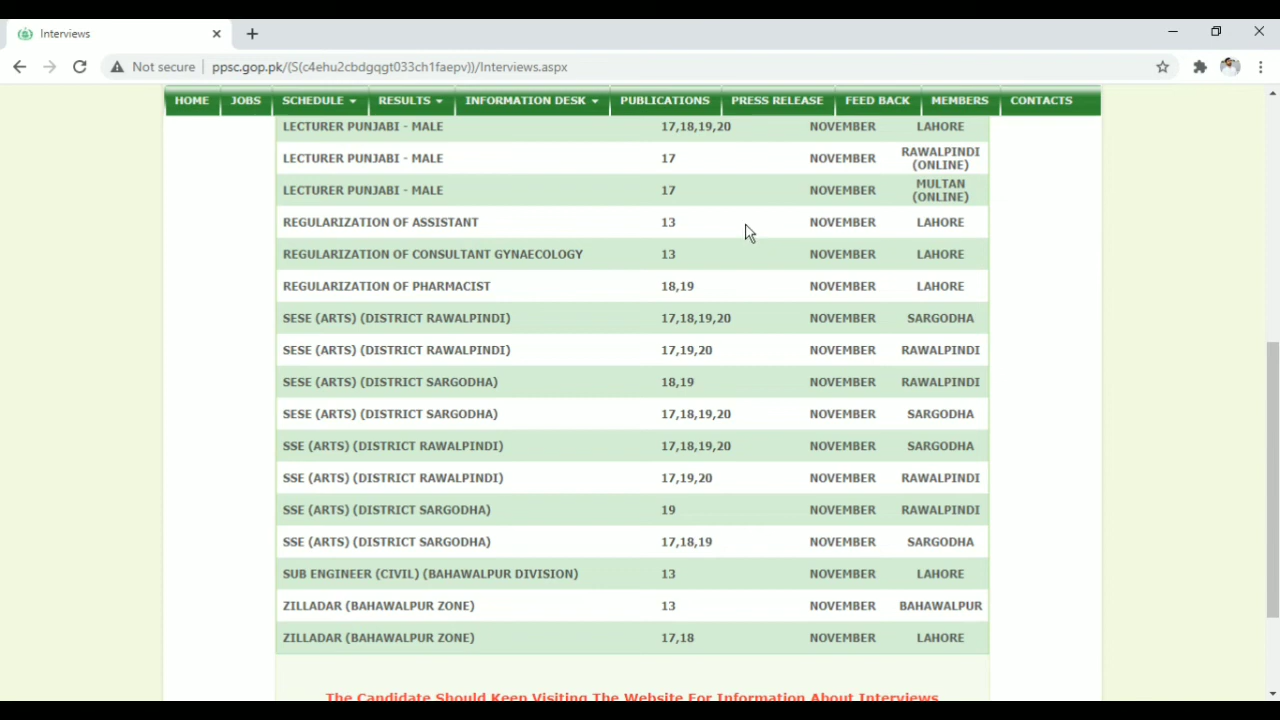 Interviews
Not secure ppsc.gop.pk/(S(c4ehu2cbdgqgt033ch1faepv))/Interviews.aspx
HOME JOBS SCHEDULE RESULTS INFORMATION DESK PUBLICATIONS PRESS RELEASE FEED BACK MEMBERS CONTACTS
LECTURER PUNJABI - MALE 17,18,19,20 NOVEMBER LAHORE
LECTURER PUNJABI - MALE 17 NOVEMBER RAWALPINDI (ONLINE)
LECTURER PUNJABI - MALE 17 NOVEMBER MULTAN (ONLINE)
REGULARIZATION OF ASSISTANT 13 NOVEMBER LAHORE
REGULARIZATION OF CONSULTANT GYNAECOLOGY 13 NOVEMBER LAHORE
REGULARIZATION OF PHARMACIST 18,19 NOVEMBER LAHORE
SESE (ARTS) (DISTRICT RAWALPINDI) 17,18,19,20 NOVEMBER SARGODHA
SESE (ARTS) (DISTRICT RAWALPINDI) 17,19,20 NOVEMBER RAWALPINDI
SESE (ARTS) (DISTRICT SARGODHA) 18,19 NOVEMBER RAWALPINDI
SESE (ARTS) (DISTRICT SARGODHA) 17,18,19,20 NOVEMBER SARGODHA
SSE (ARTS) (DISTRICT RAWALPINDI) 17,18,19,20 NOVEMBER SARGODHA
SSE (ARTS) (DISTRICT RAWALPINDI) 17,19,20 NOVEMBER RAWALPINDI
SSE (ARTS) (DISTRICT SARGODHA) 19 NOVEMBER RAWALPINDI
SSE (ARTS) (DISTRICT SARGODHA) 17,18,19 NOVEMBER SARGODHA
SUB ENGINEER (CIVIL) (BAHAWALPUR DIVISION) 13 NOVEMBER LAHORE
ZILLADAR (BAHAWALPUR ZONE) 13 NOVEMBER BAHAWALPUR
ZILLADAR (BAHAWALPUR ZONE) 17,18 NOVEMBER LAHORE
The Candidate Should Keep Visiting The Website For Information About Interviews